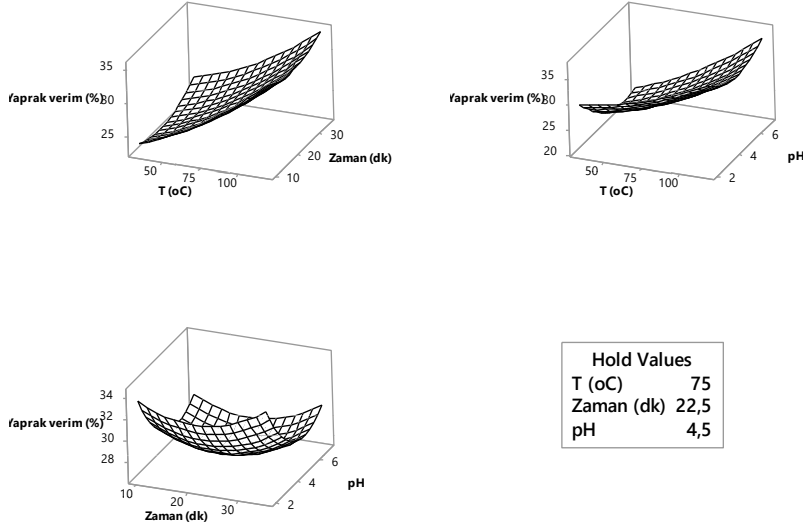 35
Yaprak verim (%)
30
25
50
75
100
T (oC)
10
20
30
Zaman (dk)
35
Yaprak verim (%)
30
25
20
50
75
100
T (oC)
2
4
6
pH
34
32
Yaprak verim (%)
30
28
10
20
30
Zaman (dk)
2
4
6
pH
Hold Values
T (oC) 75
Zaman (dk) 22,5
pH 4,5